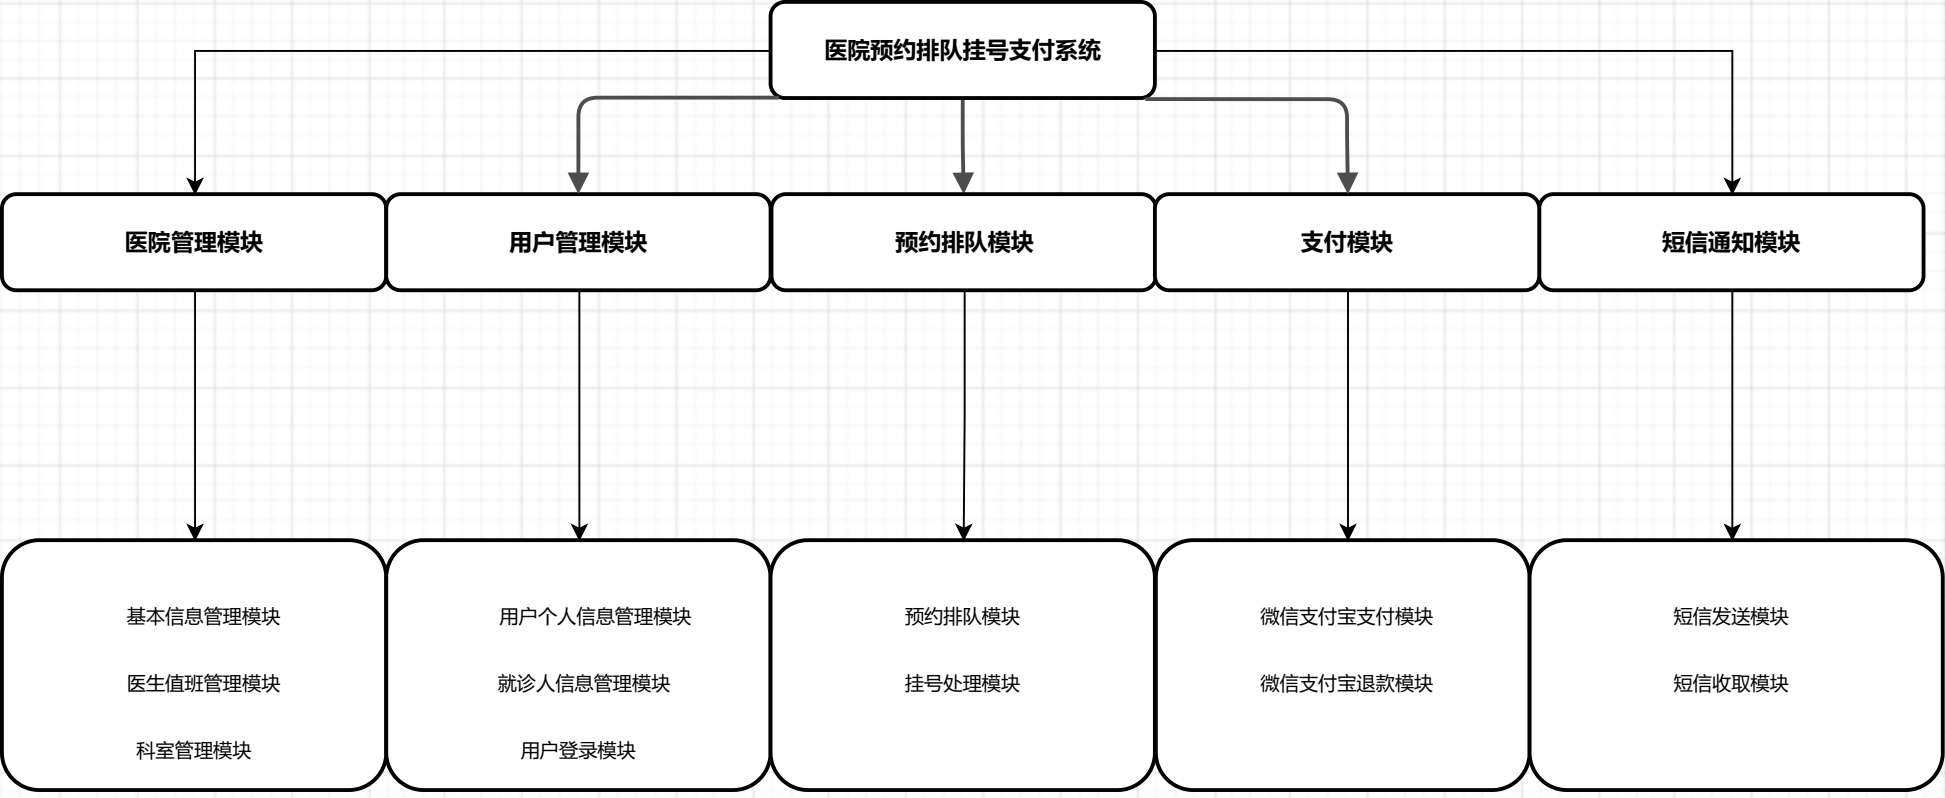 医院预约排队挂号支付系统
医院管理模块
用户管理模块
预约排队模块
支付模块
短信通知模块
基本信息管理模块
医生值班管理模块
科室管理模块
用户个人信息管理模块
就诊人信息管理模块
用户登录模块
预约排队模块
挂号处理模块
微信支付宝支付模块
微信支付宝退款模块
短信发送模块
短信收取模块